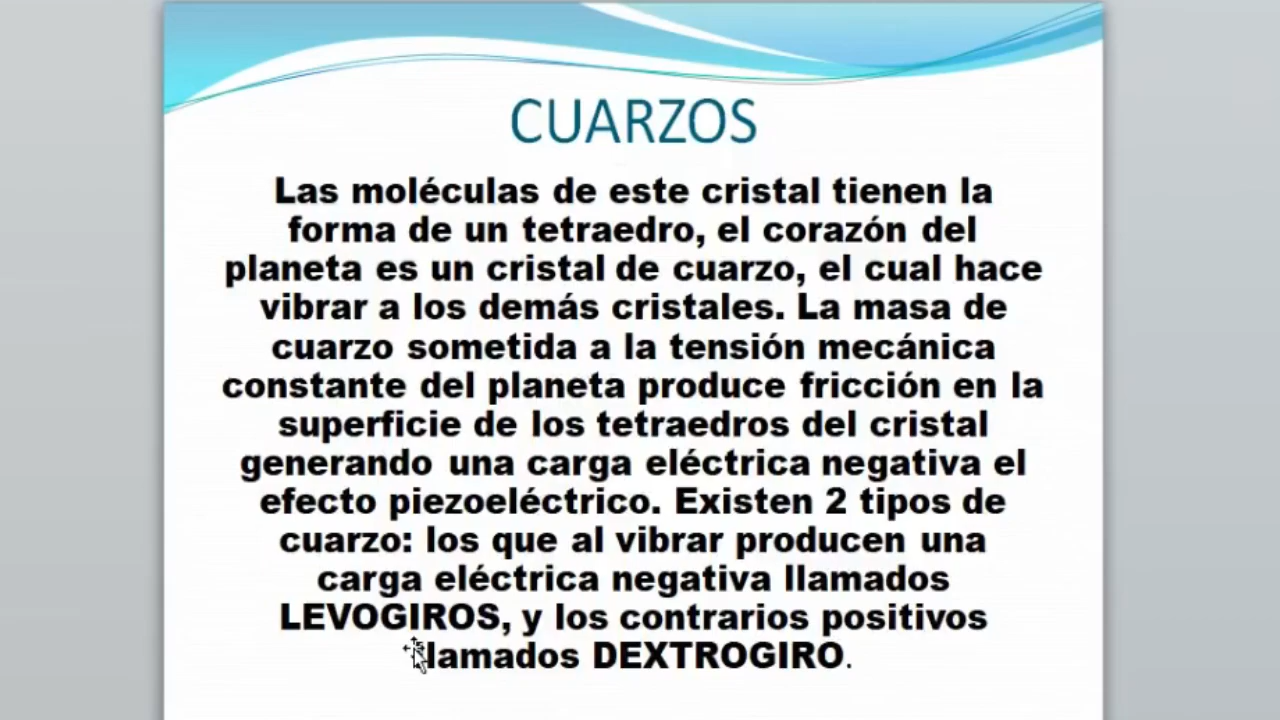 CUARZOS
Las moléculas de este cristal tienen la
forma de un tetraedro, el corazón del
planeta es un cristal de cuarzo, el cual hace
vibrar a los demás cristales. La masa de
cuarzo sometida a la tensión mecánica
constante del planeta produce fricción en la
superficie de los tetraedros del cristal
generando una carga eléctrica negativa el
efecto piezoeléctrico. Existen 2 tipos de
cuarzo: los que al vibrar producen una
carga eléctrica negativa llamados
LEVOGIROS, y los contrarios positivos
llamados DEXTROGIRO.